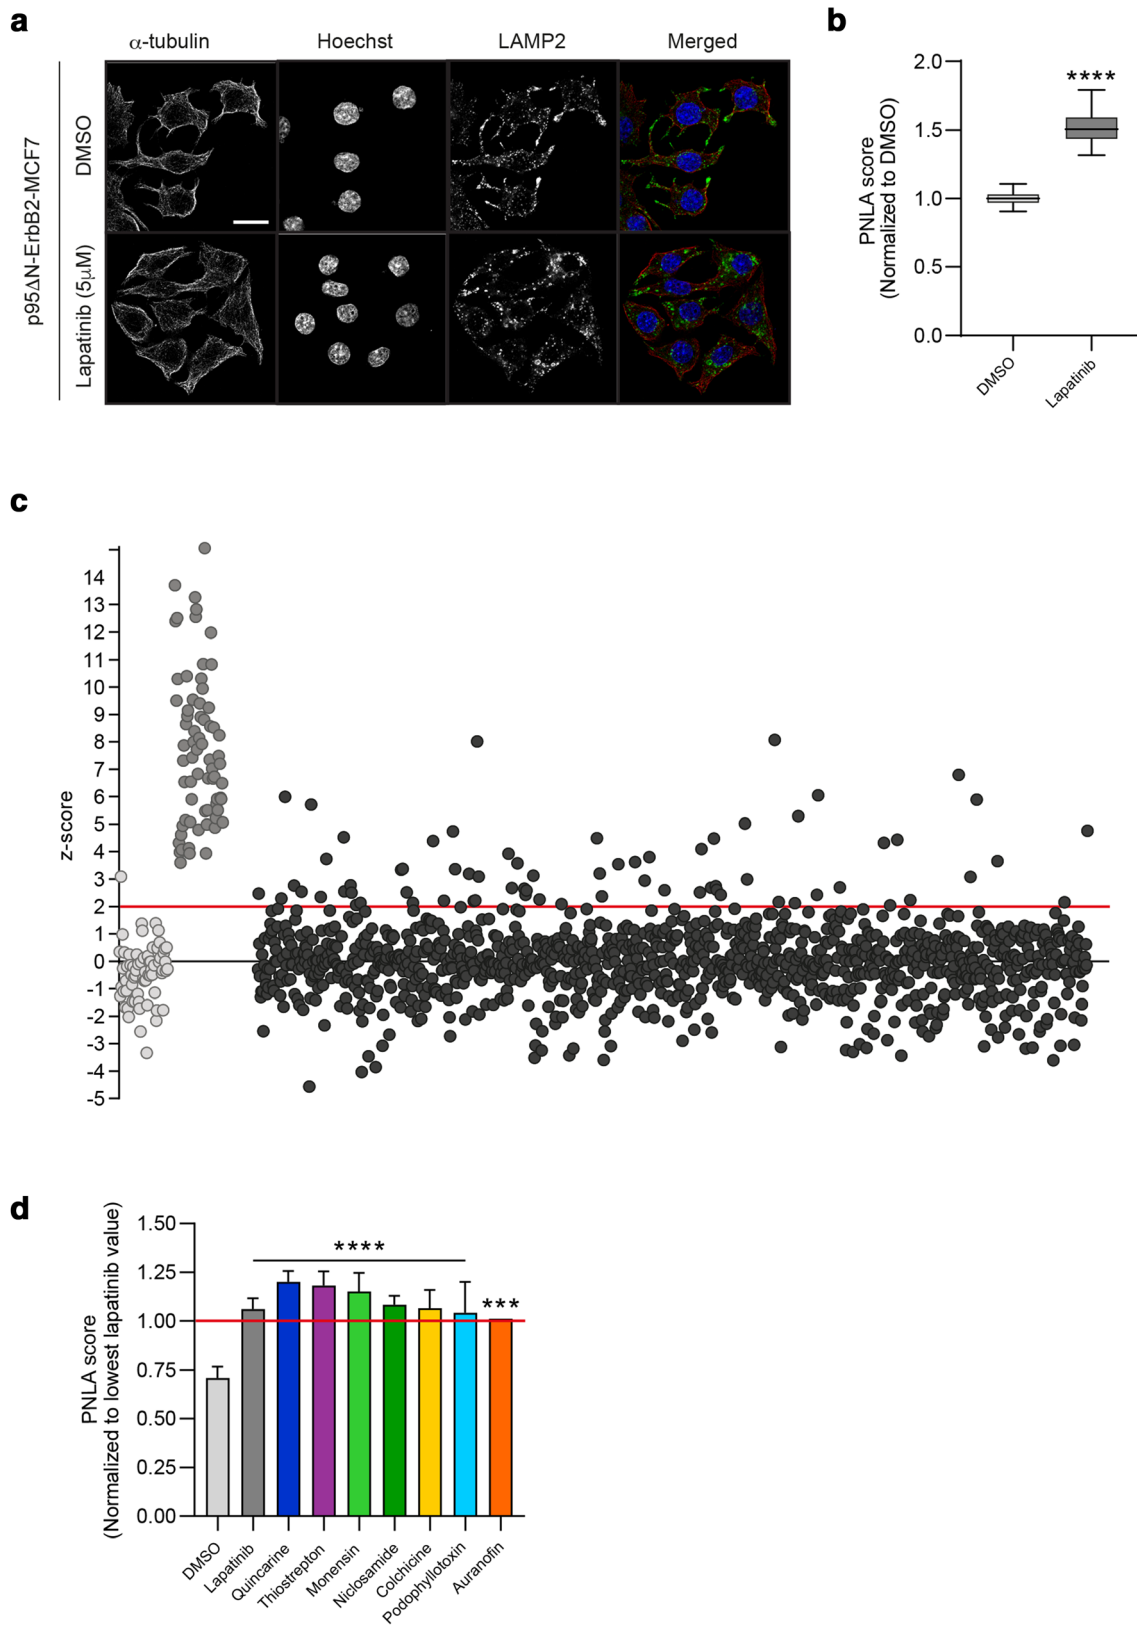 a
α-tubulin Hoechst LAMP2 Merged
p95ΔN-ErbB2-MCF7
DMSO
Lapatinib (5μM)
b
PNLA score
(Normalized to DMSO)
2.0
1.5
1.0
0.5
0.0
****
DMSO
Lapatinib
c
z-score
14
13
12
11
10
9
8
7
6
5
4
3
2
1
0
-1
-2
-3
-4
-5
d
PNLA score
(Normalized to lowest lapatinib value)
1.50
1.25
1.00
0.75
0.50
0.25
0.00
****
***
DMSO
Lapatinib
Quincarine
Thiostrepton
Monensin
Niclosamide
Colchicine
Podophyllotoxin
Auranofin